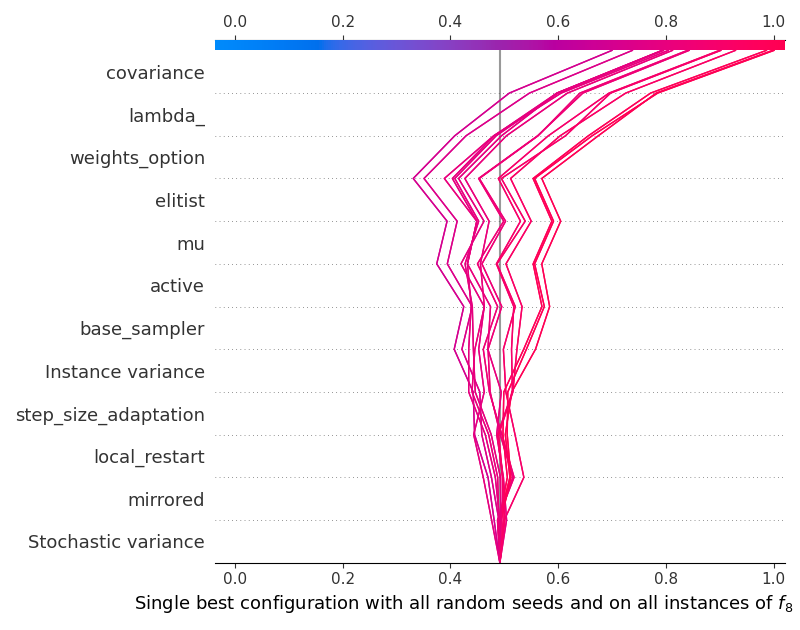 0.0 0.2 0.4 0.6 0.8 1.0
covariance
lambda_
weights_option
elitist
mu
active
base_sampler
Instance variance
step_size_adaptation
local_restart
mirrored
Stochastic variance
0.0 0.2 0.4 0.6 0.8 1.0
Single best configuration with all random seeds and on all instances of f₈